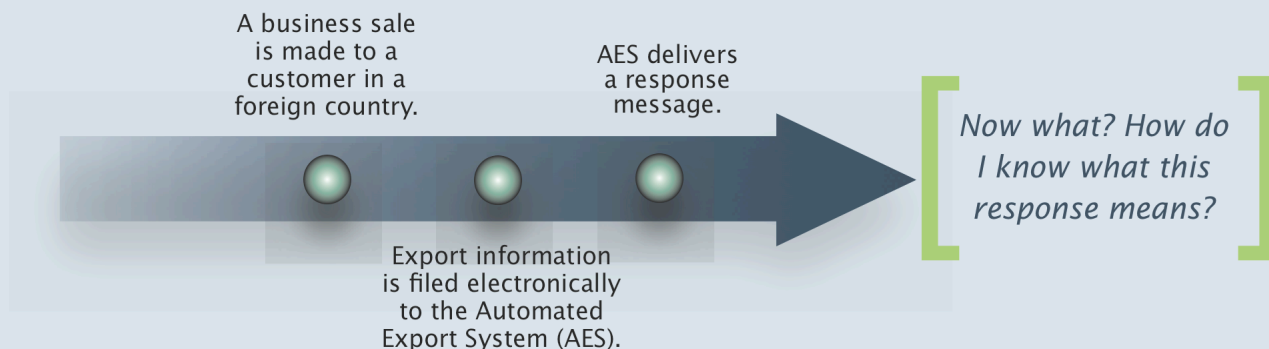 A business sale
is made to a
customer in a
foreign country.
Export information
is filed electronically
to the Automated
Export System (AES).
AES delivers
a response
message.
Now what? How do
I know what this
response means?